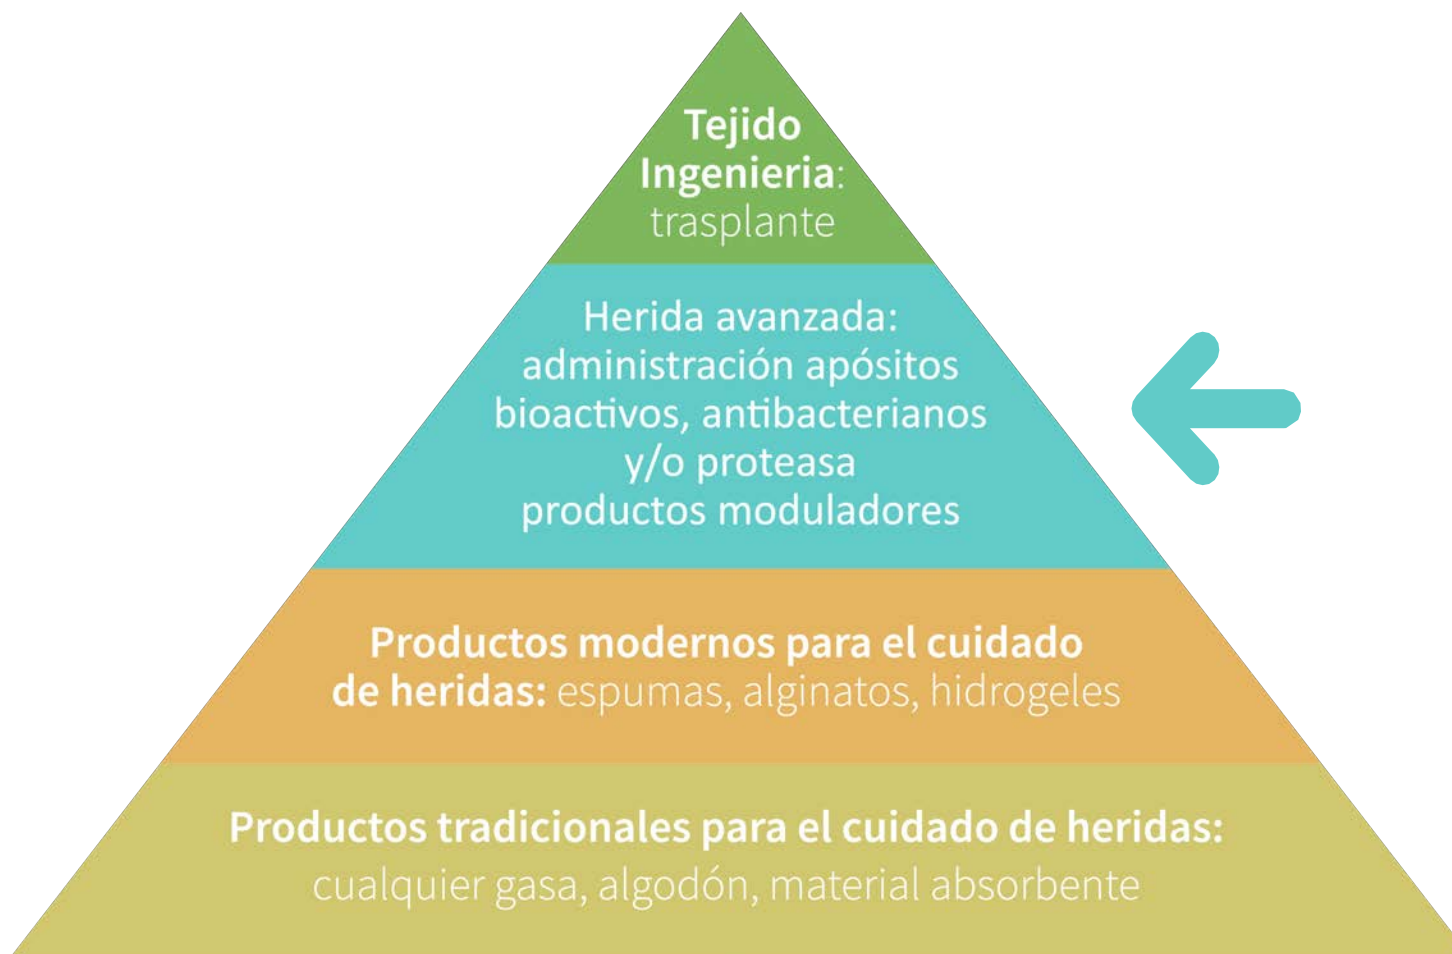 Tejido
Ingenieria:
trasplante
Herida avanzada:
administración apósitos
bioactivos, antibacterianos
y/o proteasa
productos moduladores
Productos modernos para el cuidado
de heridas: espumas, alginatos, hidrogeles
Productos tradicionales para el cuidado de heridas:
cualquier gasa, algodón, material absorbente